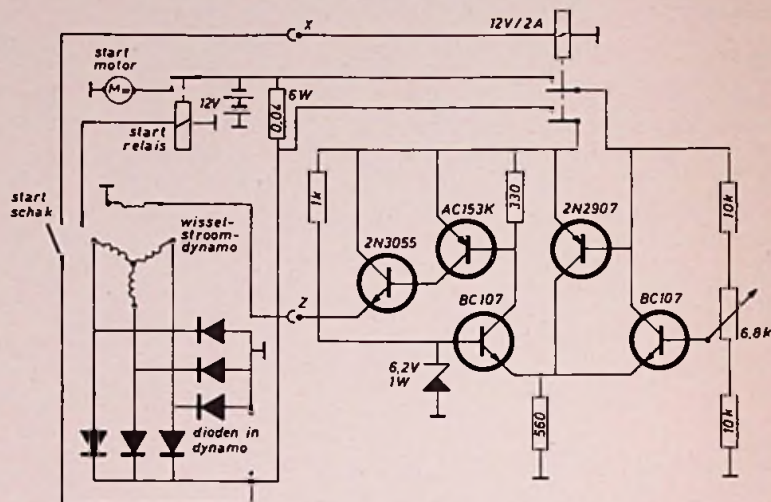 X
12V/2A
start
motor
M=
12V
6W
0,04
start
relais
start
schak
wissel-
stroom-
dynamo
1k
AC153K
330
2N2907
10k
2N3055
Z
BC107
BC107
6,8k
6,2V
1W
560
10k
dioden in
dynamo